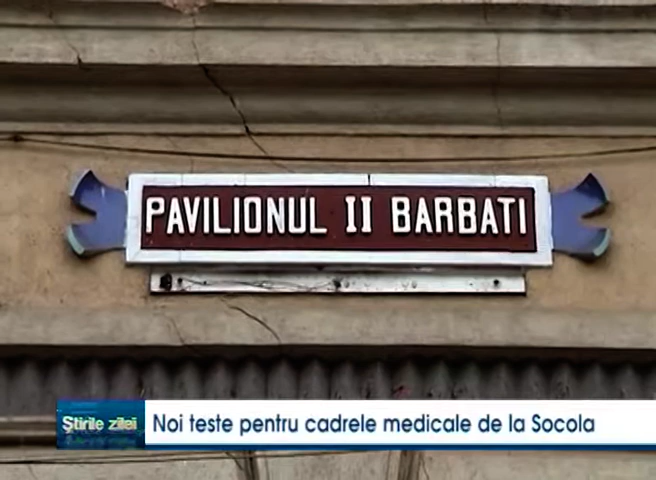 PAVILIONUL II BARBATI
Știrile zilei
Noi teste pentru cadrele medicale de la Socola